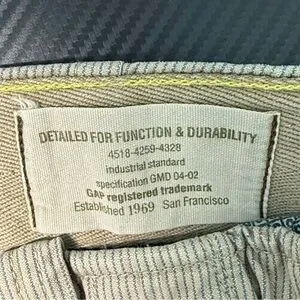 DETAILED FOR FUNCTION & DURABILITY
4518-4259-4328
industrial standard
specification GMD 04-02
GAP registered trademark
Established 1969 San Francisco